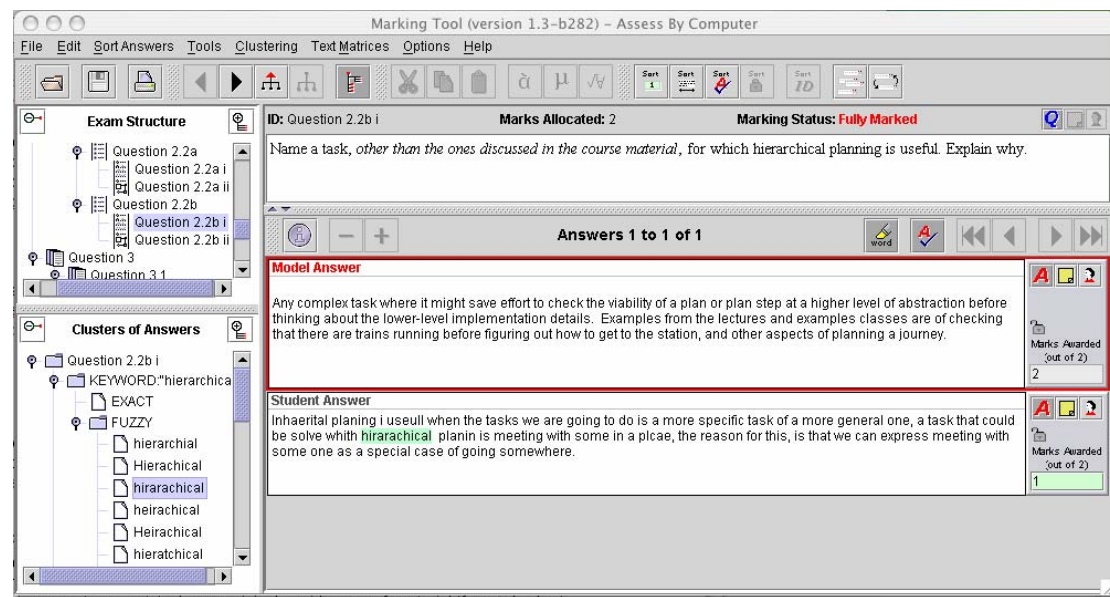 Marking Tool (version 1.3-b282) – Assess By Computer
File Edit Sort Answers Tools Clustering Text Matrices Options Help
à µ √∀ Sort 1 Sort Sort Sort Sort ID
Exam Structure
Question 2.2a
Question 2.2a i
Question 2.2a ii
Question 2.2b
Question 2.2b i
Question 2.2b ii
Question 3
Question 3.1
Clusters of Answers
Question 2.2b i
KEYWORD:"hierarchica
EXACT
FUZZY
hierarchial
Hierachical
hirarachical
heirachical
Heirachical
hieratchical
ID: Question 2.2b i Marks Allocated: 2 Marking Status: Fully Marked Q
Name a task, other than the ones discussed in the course material, for which hierarchical planning is useful. Explain why.
Answers 1 to 1 of 1 word A
Model Answer
Any complex task where it might save effort to check the viability of a plan or plan step at a higher level of abstraction before
thinking about the lower-level implementation details. Examples from the lectures and examples classes are of checking
that there are trains running before figuring out how to get to the station, and other aspects of planning a journey.
A
Marks Awarded
(out of 2)
2
Student Answer
Inhaerital planing i useull when the tasks we are going to do is a more specific task of a more general one, a task that could
be solve whith hirarachical planin is meeting with some in a plcae, the reason for this, is that we can express meeting with
some one as a special case of going somewhere.
A
Marks Awarded
(out of 2)
1